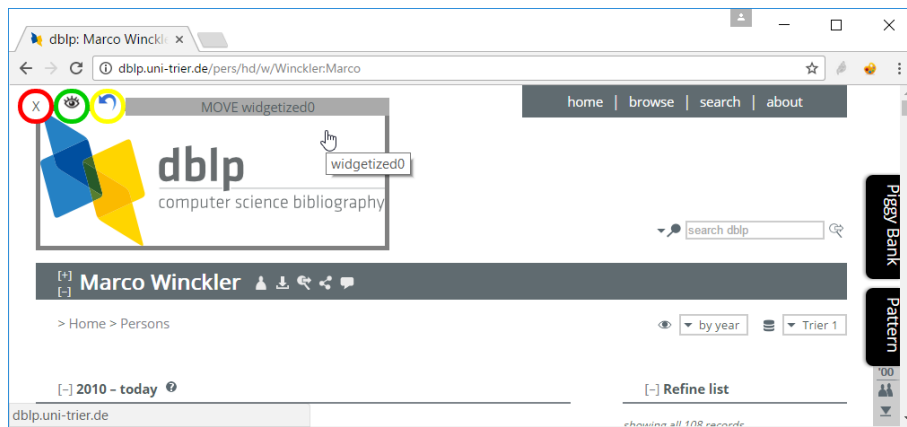 dblp: Marco Winckle
dblp.uni-trier.de/pers/hd/w/Winckler:Marco
X
MOVE widgetized0
home | browse | search | about
widgetized0
dblp
computer science bibliography
search dblp
Piggy Bank
[+]
[–]
Marco Winckler
> Home > Persons
by year
Trier 1
Pattern
'00
[–] 2010 – today ?
[–] Refine list
dblp.uni-trier.de
showing all 108 records